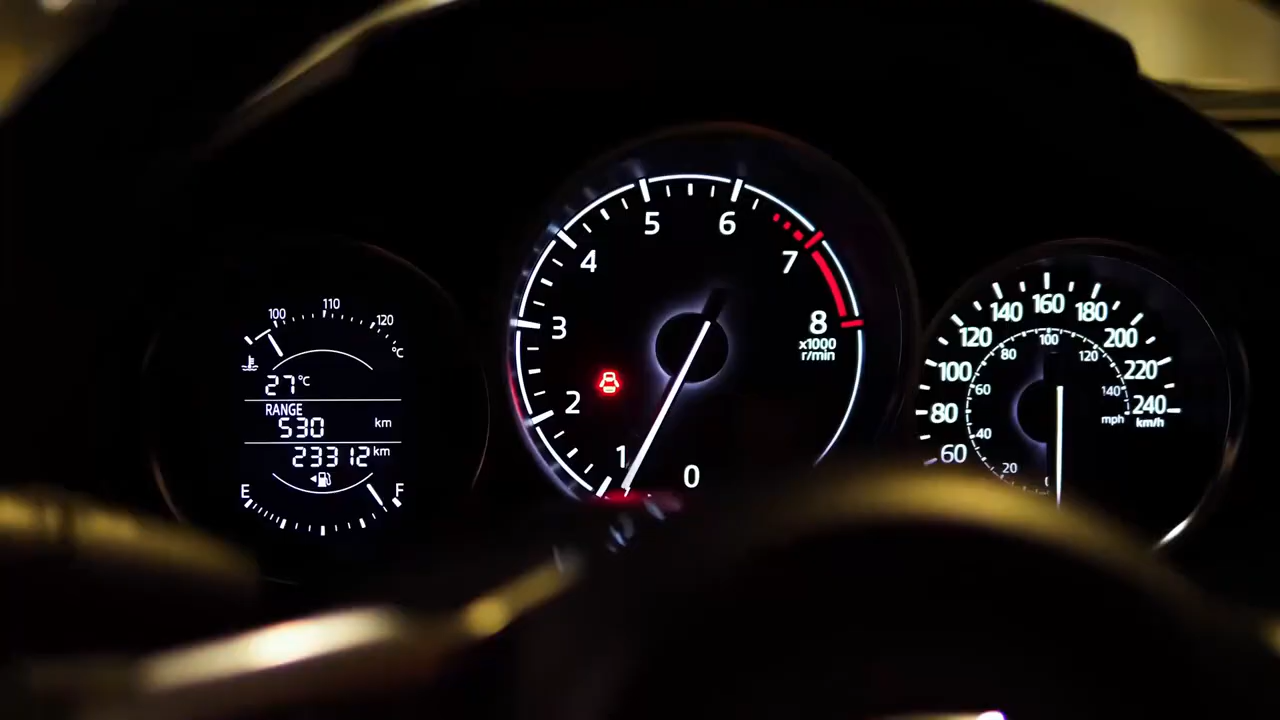 100 110 120
°C
27 °C
RANGE
530 km
23312 km
E F
0 1 2 3 4 5 6 7 8
x1000
r/min
60 80 100 120 140 160 180 200 220 240
km/h
20 40 60 80 100 120 140
mph